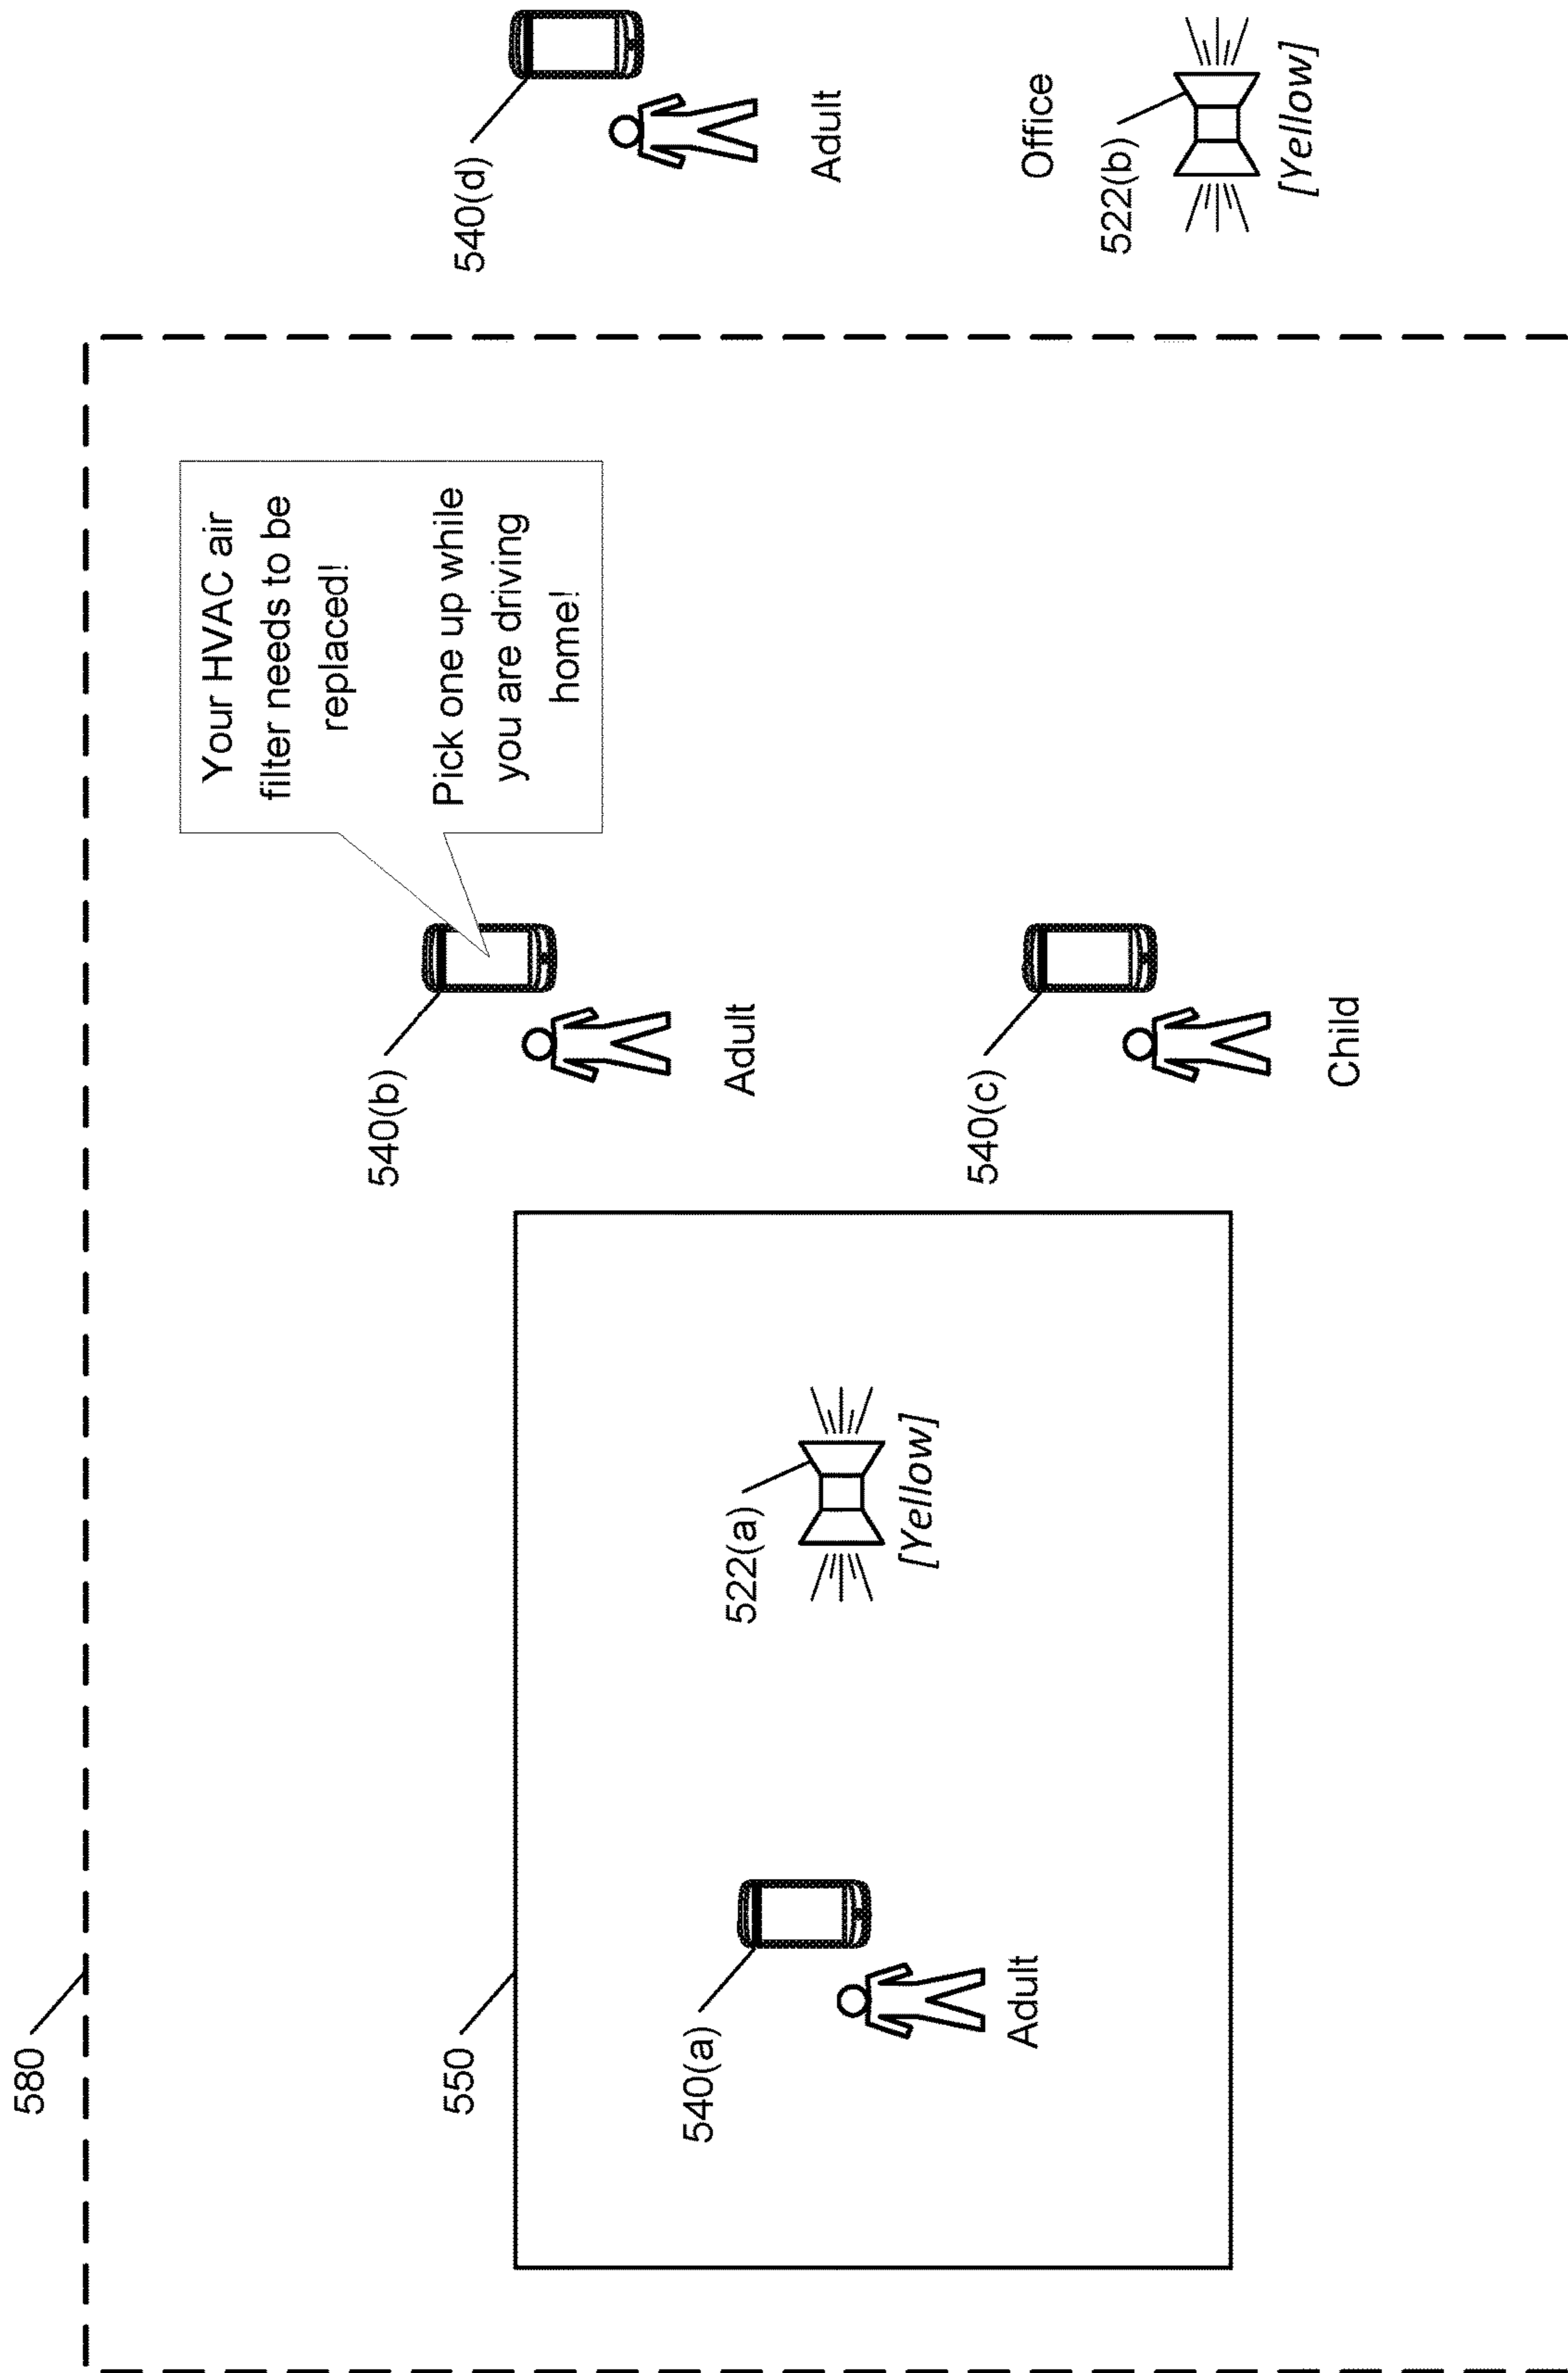 580
550
540(a)
Adult
522(a)
[Yellow]
540(b)
Adult
Your HVAC air
filter needs to be
replaced!
Pick one up while
you are driving
home!
540(c)
Child
540(d)
Adult
Office
522(b)
[Yellow]